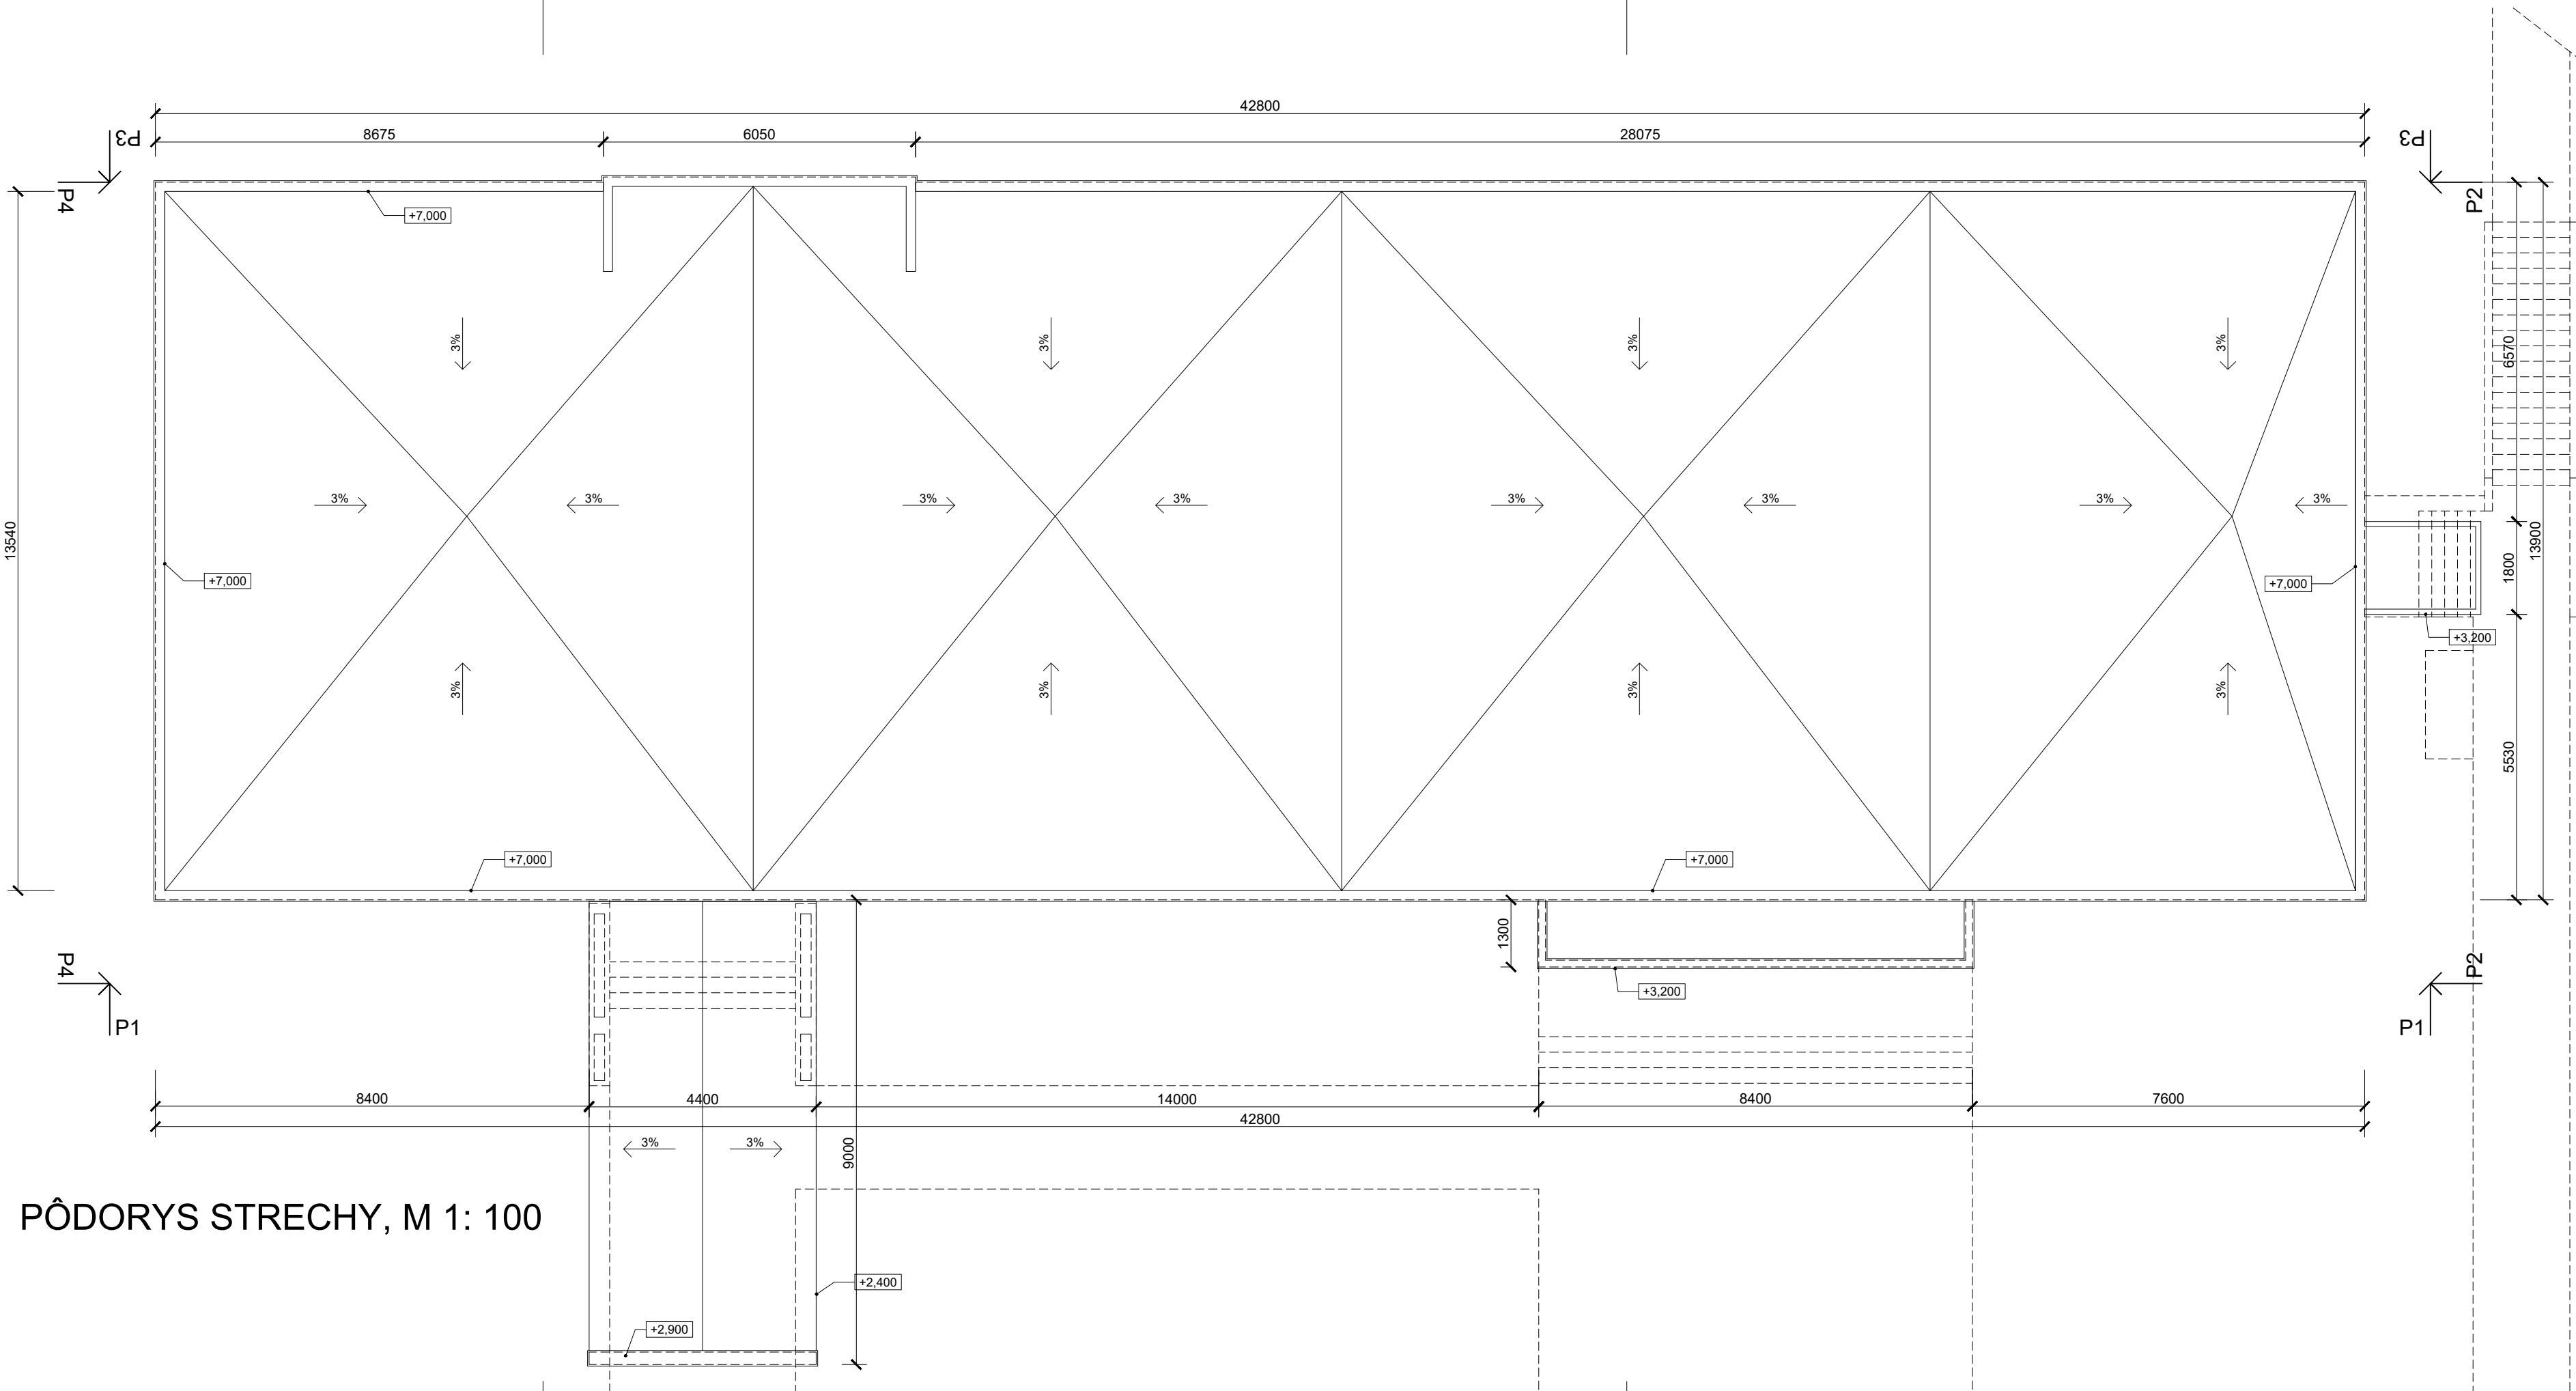 42800
8675 6050 28075
P3 P3
P4 P2
+7,000
6570
3% 3% 3% 3%
3% 3% 3% 3% 3% 3% 3% 3%
13540 13900
+7,000 +7,000 1800
+3,200
3% 3% 3% 3%
5530
+7,000 +7,000
1300
P4 P2
+3,200
P1 P1
8400 4400 14000 8400 7600
42800
3% 3% 9000
PÔDORYS STRECHY, M 1: 100
+2,400
+2,900